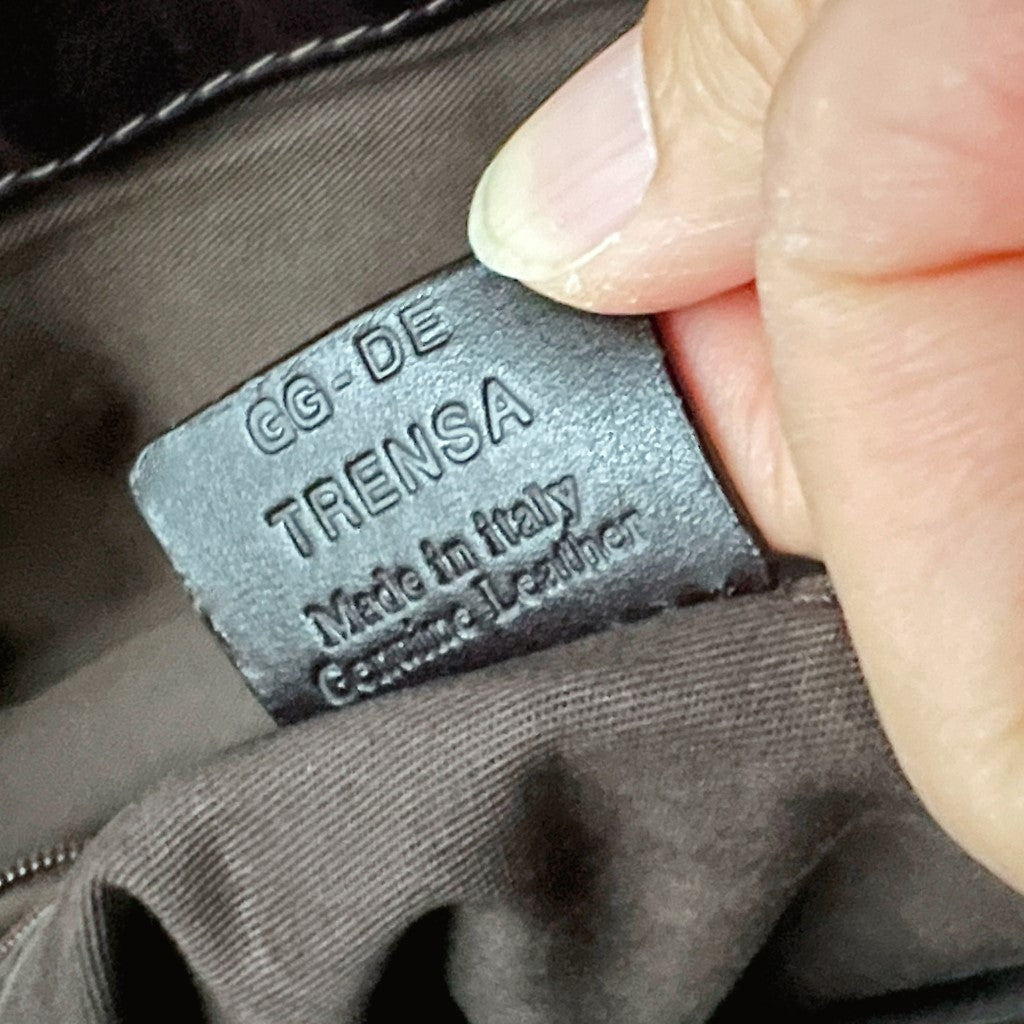 GG-DE
TRENSA
Made in italy
Genuine Leather